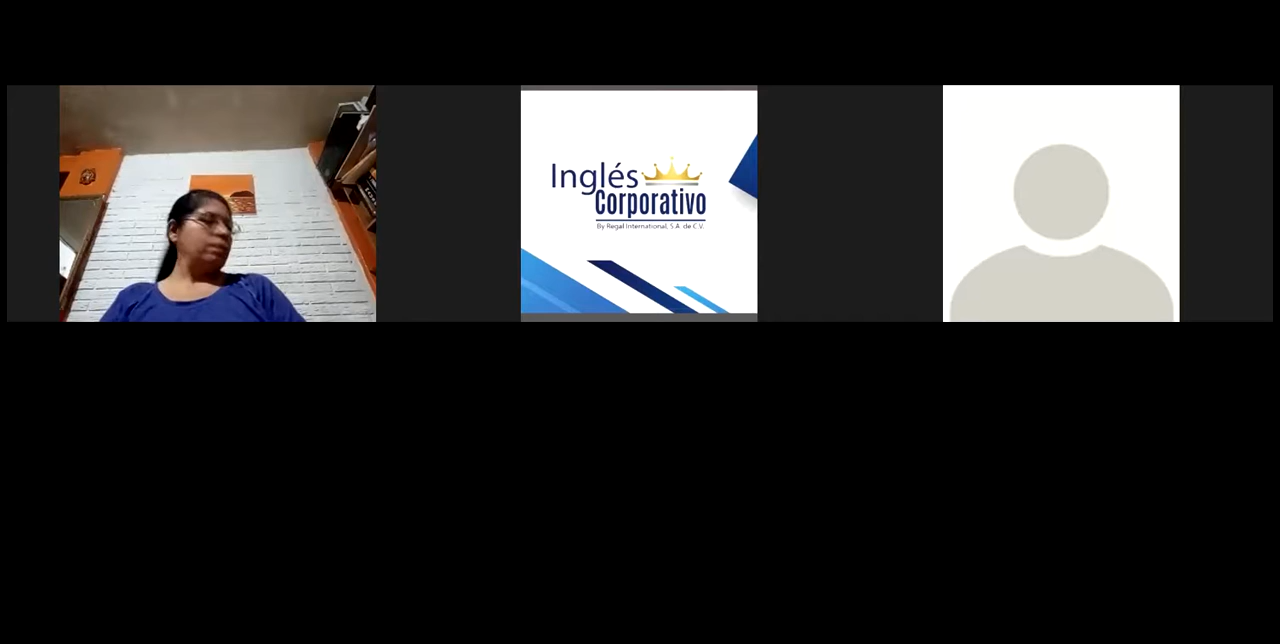 Inglés
Corporativo
By Regal International, S.A. de C.V.